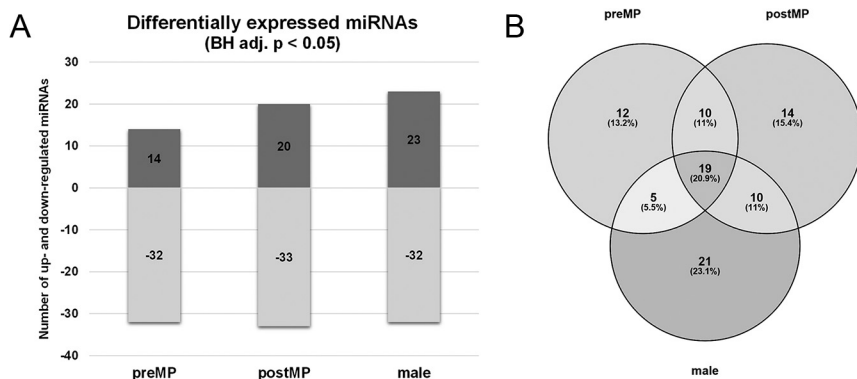 A
Differentially expressed miRNAs
(BH adj. p < 0.05)
Number of up- and down-regulated miRNAs
30
20
10
0
-10
-20
-30
-40
14
20
23
-32
-33
-32
preMP
postMP
male
B
preMP
postMP
12
(13.2%)
10
(11%)
14
(15.4%)
19
(20.9%)
5
(5.5%)
10
(11%)
21
(23.1%)
male